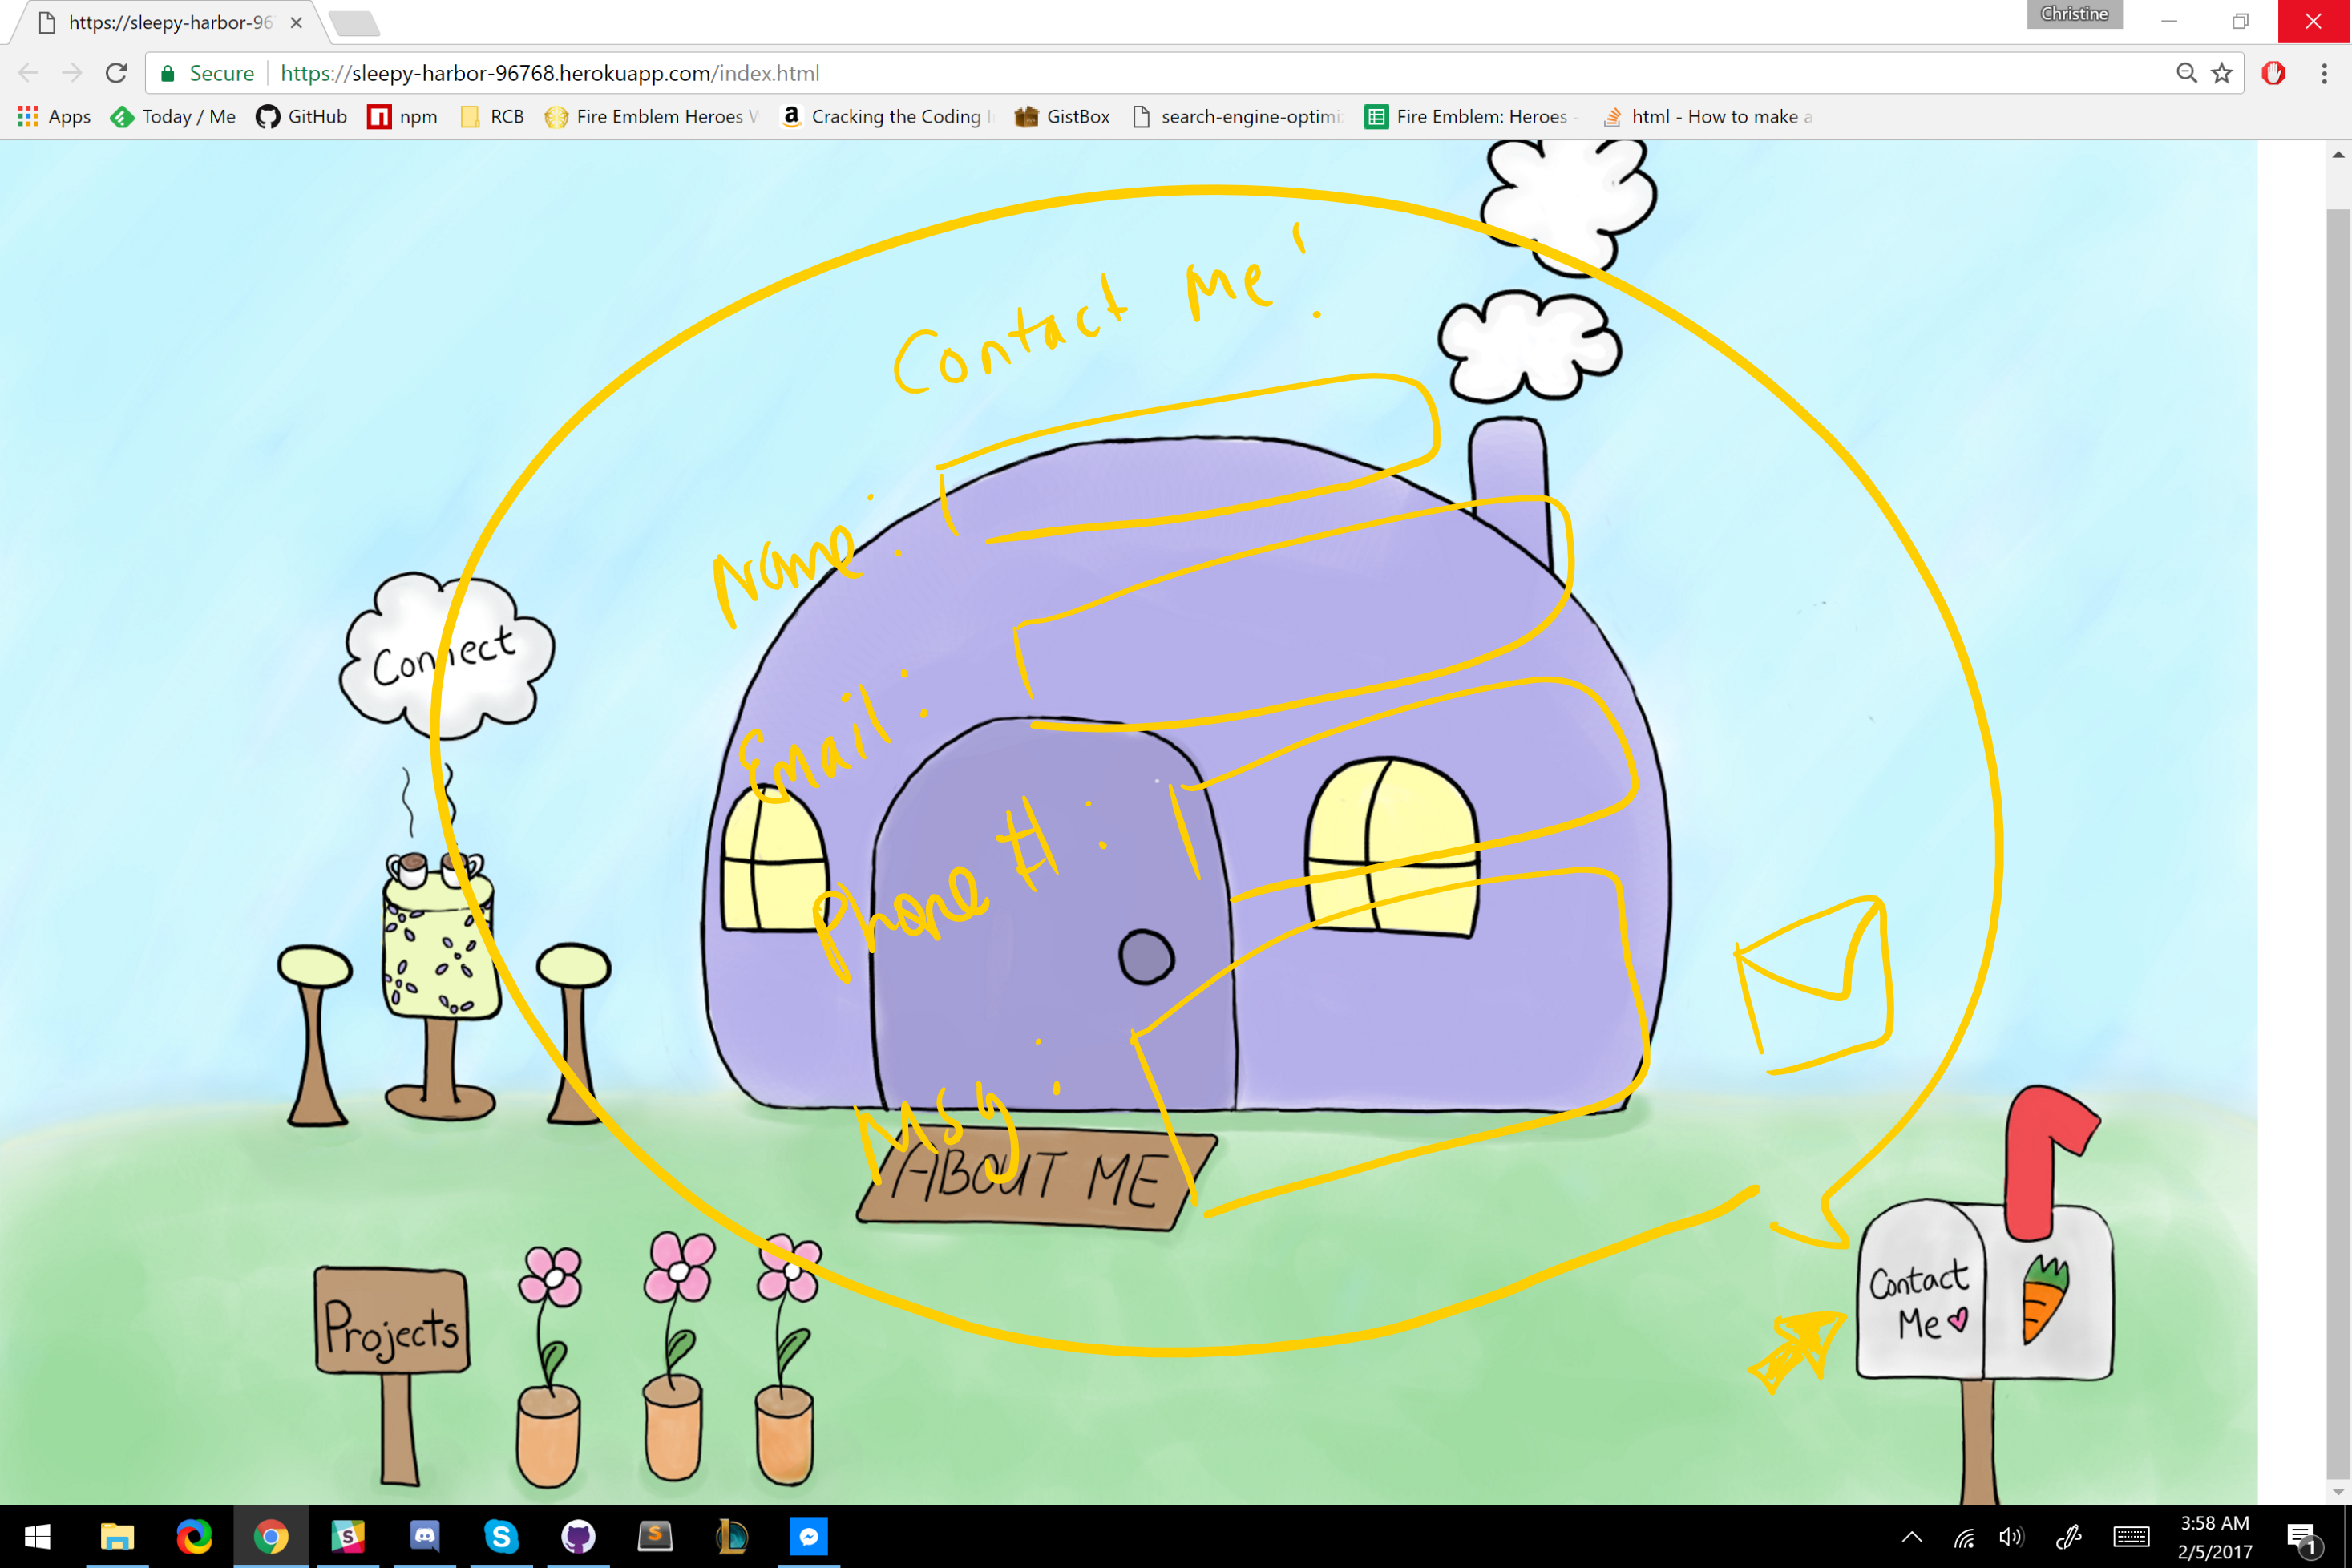 https://sleepy-harbor-96
Christine
Secure
https://sleepy-harbor-96768.herokuapp.com/index.html
Apps
Today / Me
GitHub
npm
RCB
Fire Emblem Heroes
Cracking the Coding
GistBox
search-engine-optimi
Fire Emblem: Heroes -
html - How to make a
Contact Me!
Name:
Connect
Email:
Phone #:
Msg:
ABOUT ME
Projects
Contact
Me
3:58 AM
2/5/2017
1